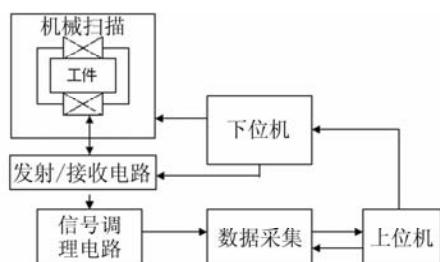 机械扫描
工件
下位机
发射/接收电路
信号调
理电路
数据采集
上位机